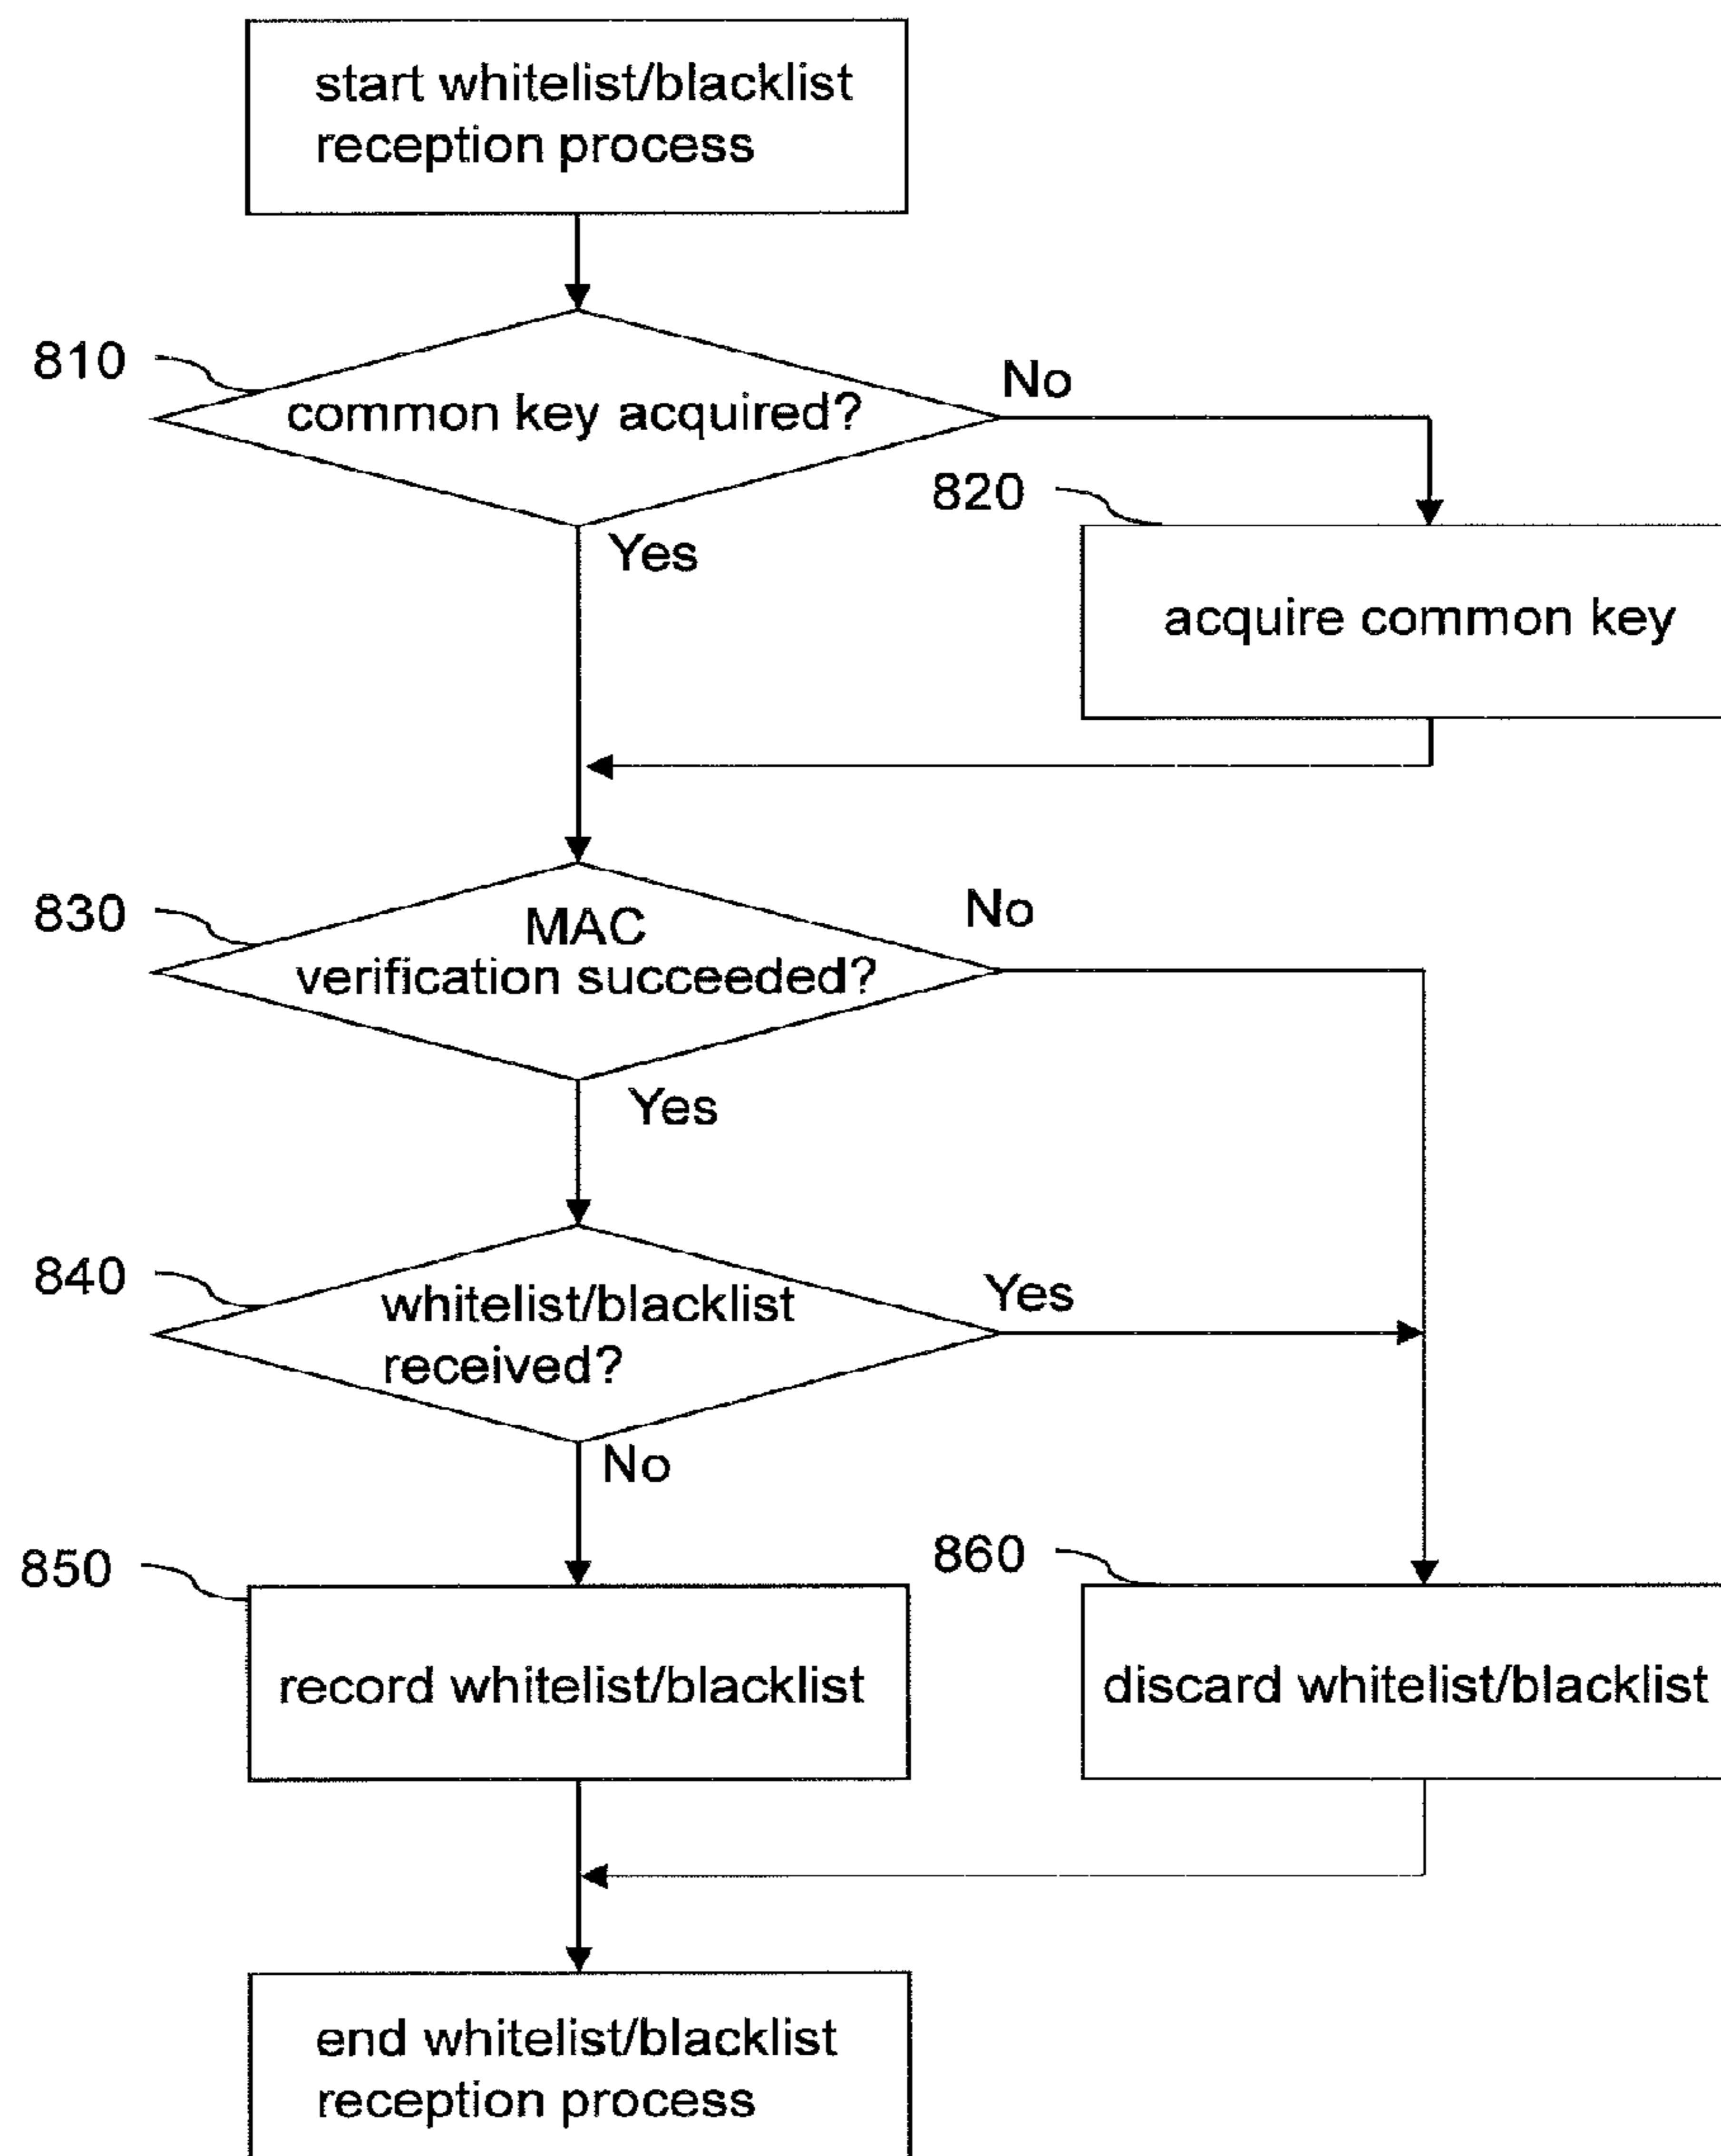 start whitelist/blacklist
reception process
810
common key acquired?
No
Yes
820
acquire common key
830
MAC
verification succeeded?
No
Yes
840
whitelist/blacklist
received?
Yes
No
850
record whitelist/blacklist
860
discard whitelist/blacklist
end whitelist/blacklist
reception process